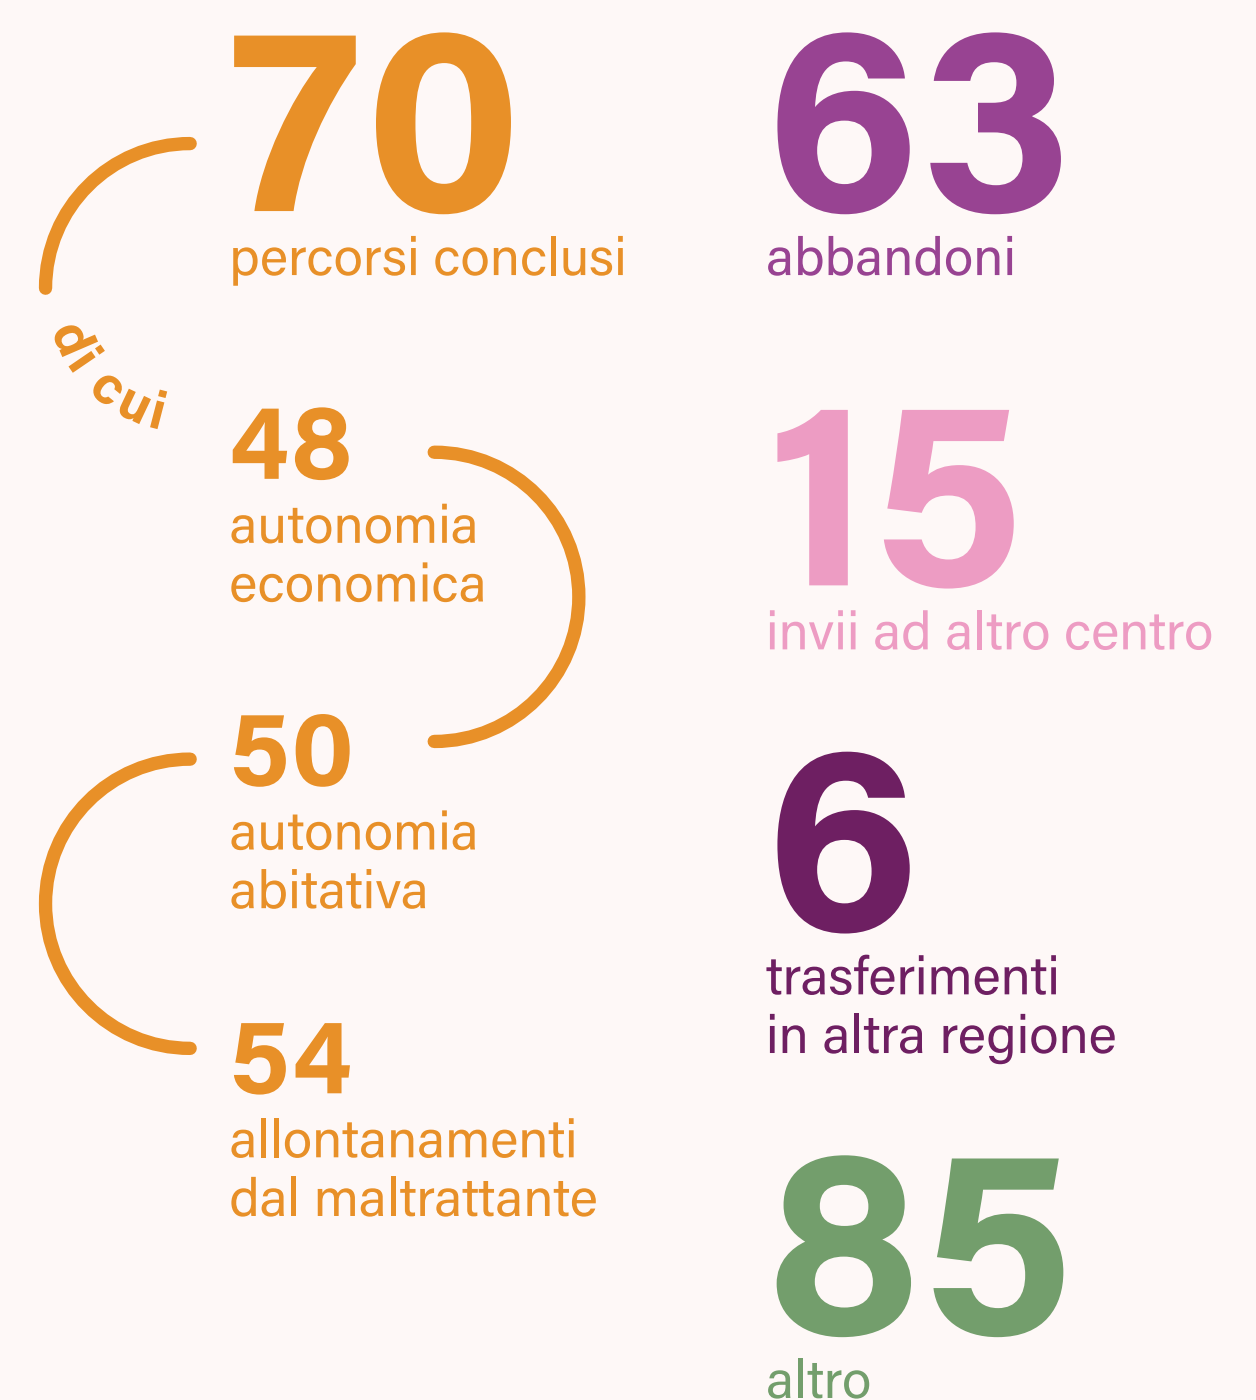 70
percorsi conclusi
di cui
48
autonomia
economica
50
autonomia
abitativa
54
allontanamenti
dal maltrattante
63
abbandoni
15
invii ad altro centro
6
trasferimenti
in altra regione
85
altro